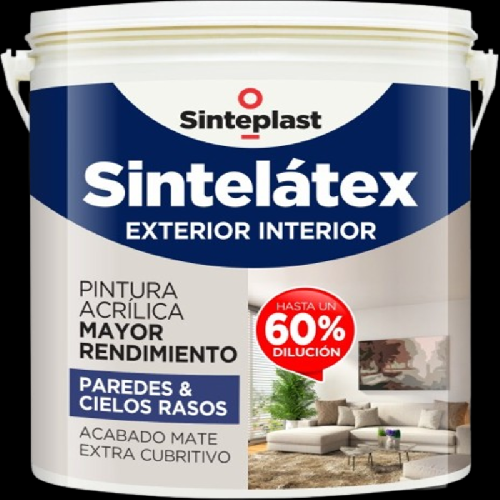 Sinteplast
Sintelátex
EXTERIOR INTERIOR
PINTURA
ACRÍLICA
MAYOR
RENDIMIENTO
HASTA UN
60%
DILUCIÓN
PAREDES &
CIELOS RASOS
ACABADO MATE
EXTRA CUBRITIVO